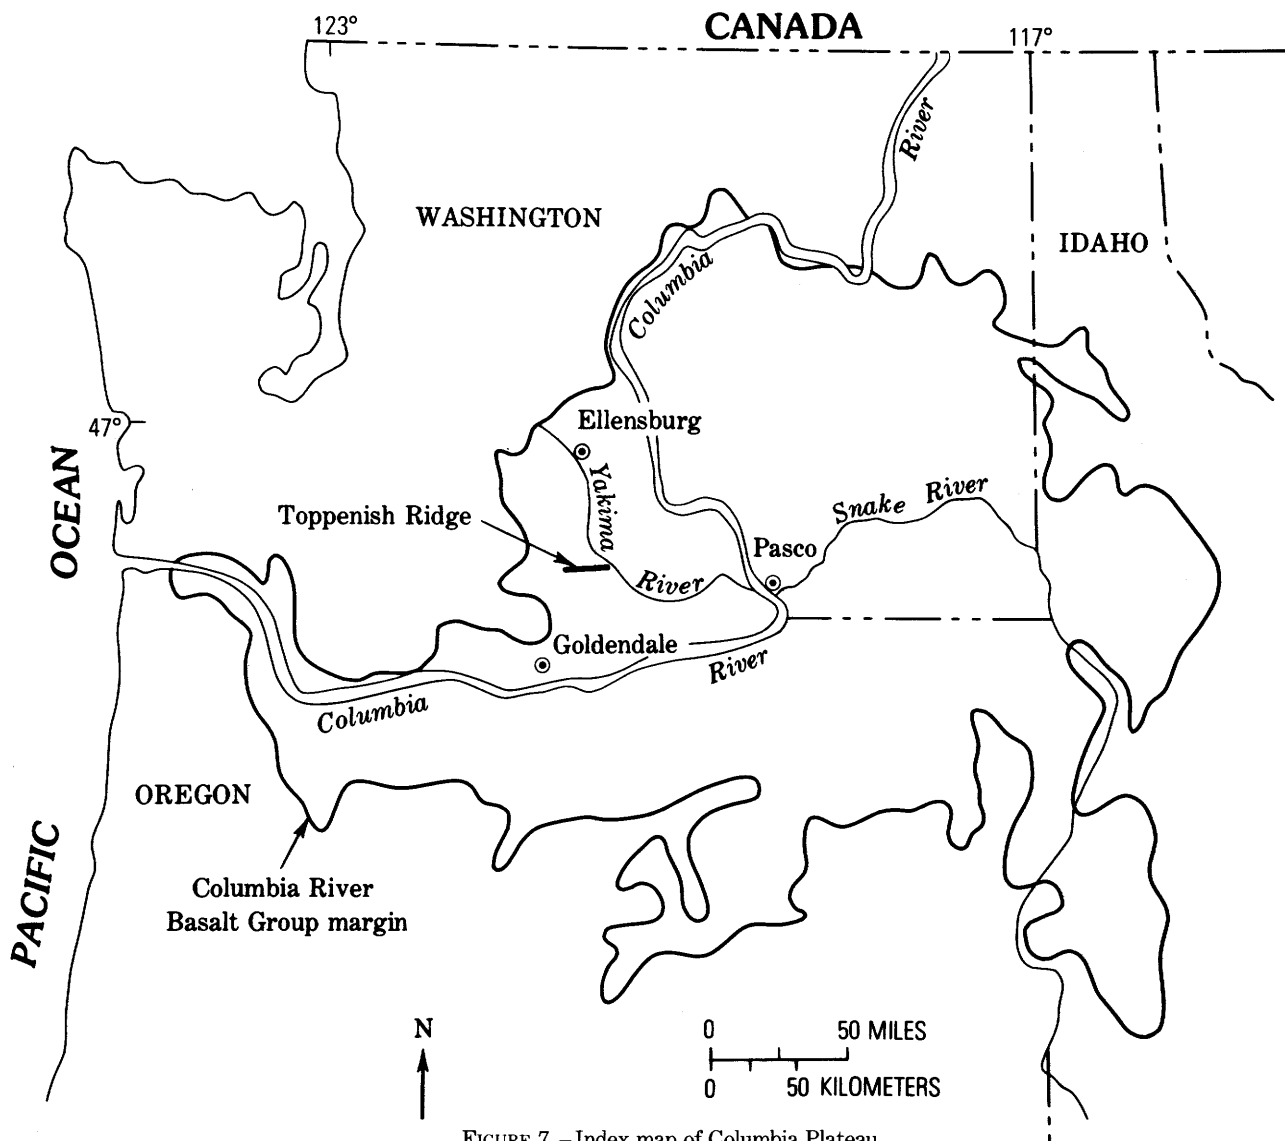 CANADA
123°
117°
River
WASHINGTON
IDAHO
Columbia
47°
Ellensburg
OCEAN
Yakima
Toppenish Ridge
Snake River
Pasco
River
Goldendale
River
Columbia
OREGON
PACIFIC
Columbia River
Basalt Group margin
N
0 50 MILES
0 50 KILOMETERS
FIGURE 7.–Index map of Columbia Plateau